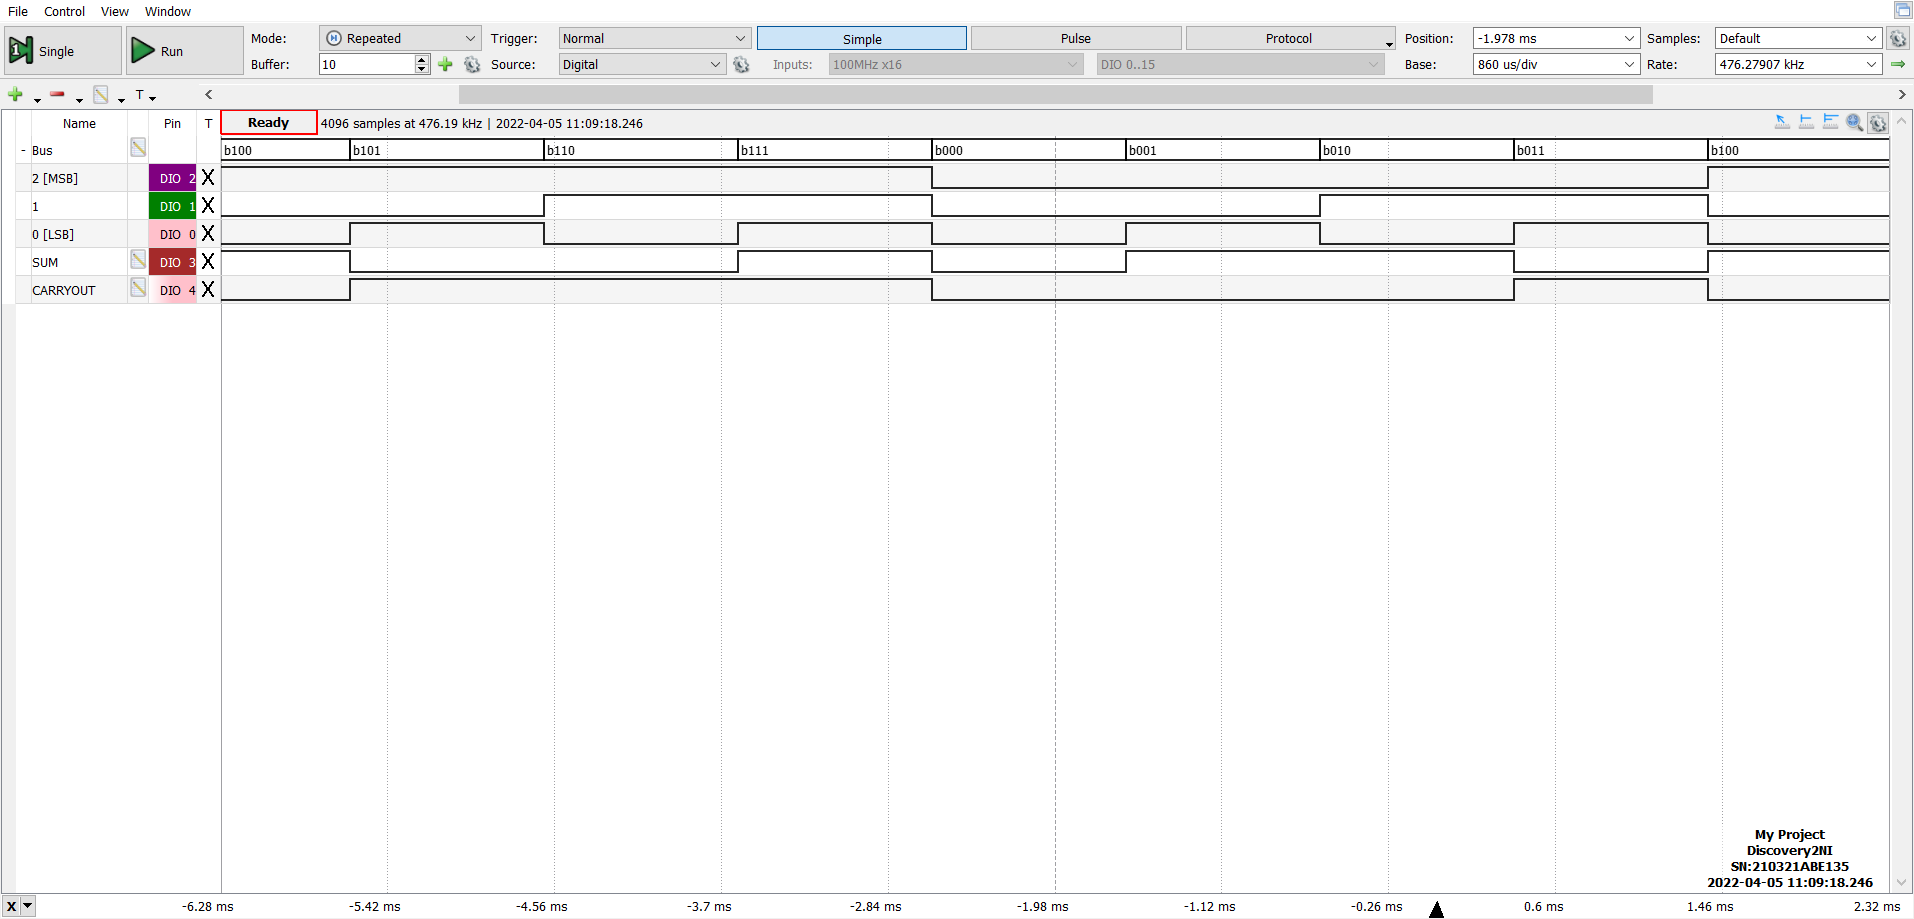 File Control View Window
Single Run Mode: Repeated Trigger: Normal Simple Pulse Protocol Position: -1.978 ms Samples: Default
Buffer: 10 Source: Digital Inputs: 100MHz x16 DIO 0..15 Base: 860 us/div Rate: 476.27907 kHz
T
Name Pin T Ready 4096 samples at 476.19 kHz | 2022-04-05 11:09:18.246
- Bus b100 b101 b110 b111 b000 b001 b010 b011 b100
2 [MSB] DIO 2 X
1 DIO 1 X
0 [LSB] DIO 0 X
SUM DIO 3 X
CARRYOUT DIO 4 X
My Project
Discovery2NI
SN:210321ABE135
2022-04-05 11:09:18.246
X -6.28 ms -5.42 ms -4.56 ms -3.7 ms -2.84 ms -1.98 ms -1.12 ms -0.26 ms 0.6 ms 1.46 ms 2.32 ms